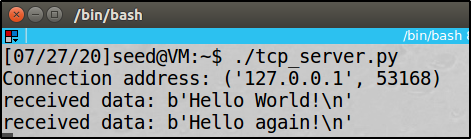 /bin/bash
/bin/bash
[07/27/20]seed@VM:~$ ./tcp_server.py
Connection address: ('127.0.0.1', 53168)
received data: b'Hello World!\n'
received data: b'Hello again!\n'